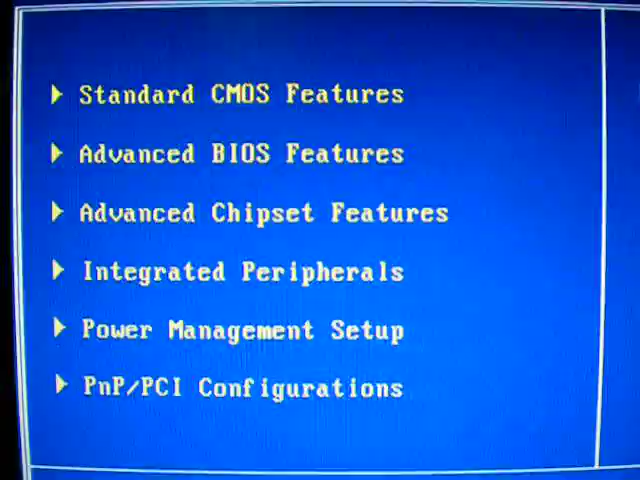 Standard CMOS Features
Advanced BIOS Features
Advanced Chipset Features
Integrated Peripherals
Power Management Setup
PnP/PCI Configurations